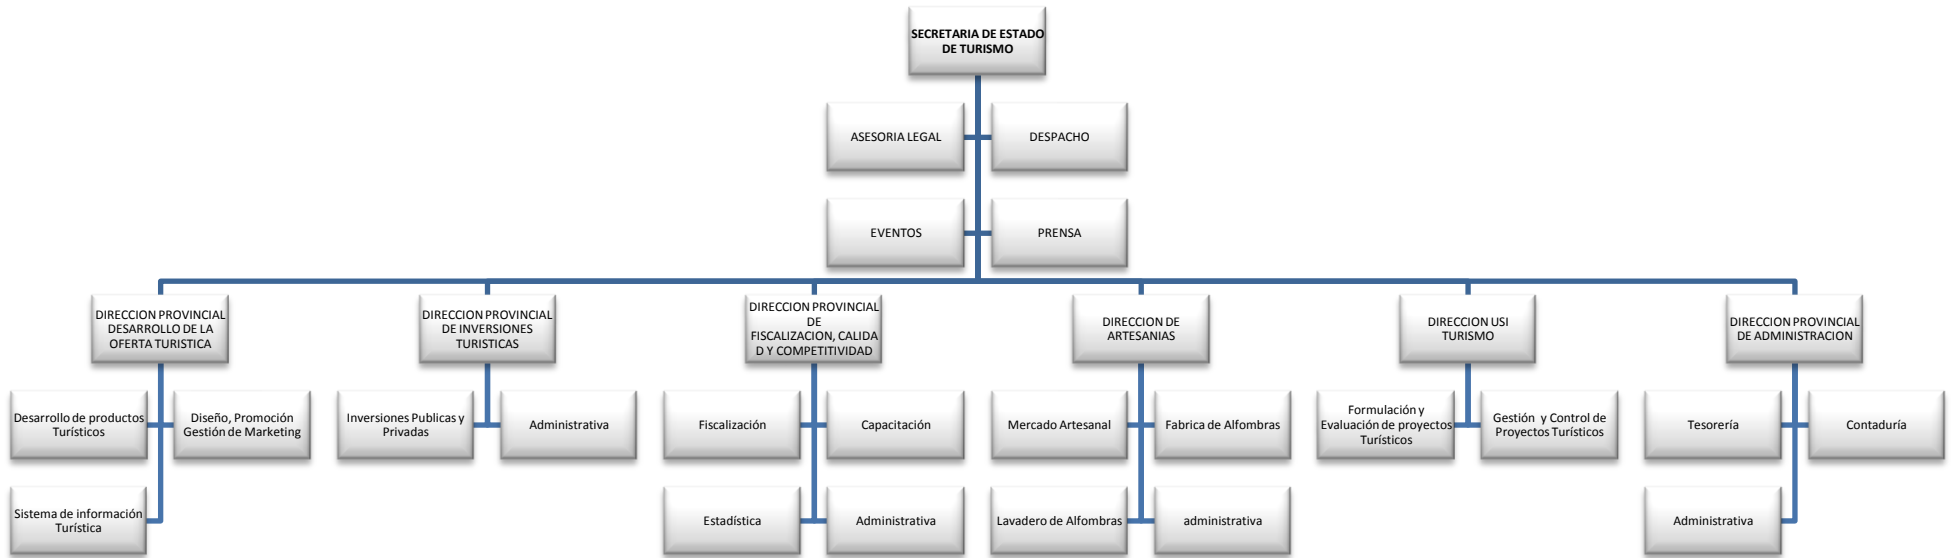 SECRETARIA DE ESTADO
DE TURISMO
ASESORIA LEGAL
DESPACHO
EVENTOS
PRENSA
DIRECCION PROVINCIAL
DESARROLLO DE LA
OFERTA TURISTICA
DIRECCION PROVINCIAL
DE INVERSIONES
TURISTICAS
DIRECCION PROVINCIAL
DE
FISCALIZACION, CALIDA
D Y COMPETITIVIDAD
DIRECCION DE
ARTESANIAS
DIRECCION USI
TURISMO
DIRECCION PROVINCIAL
DE ADMINISTRACION
Desarrollo de productos
Turísticos
Diseño, Promoción
Gestión de Marketing
Inversiones Publicas y
Privadas
Administrativa
Fiscalización
Capacitación
Mercado Artesanal
Fabrica de Alfombras
Formulación y
Evaluación de proyectos
Turísticos
Gestión y Control de
Proyectos Turísticos
Tesorería
Contaduría
Sistema de información
Turística
Estadística
Administrativa
Lavadero de Alfombras
administrativa
Administrativa